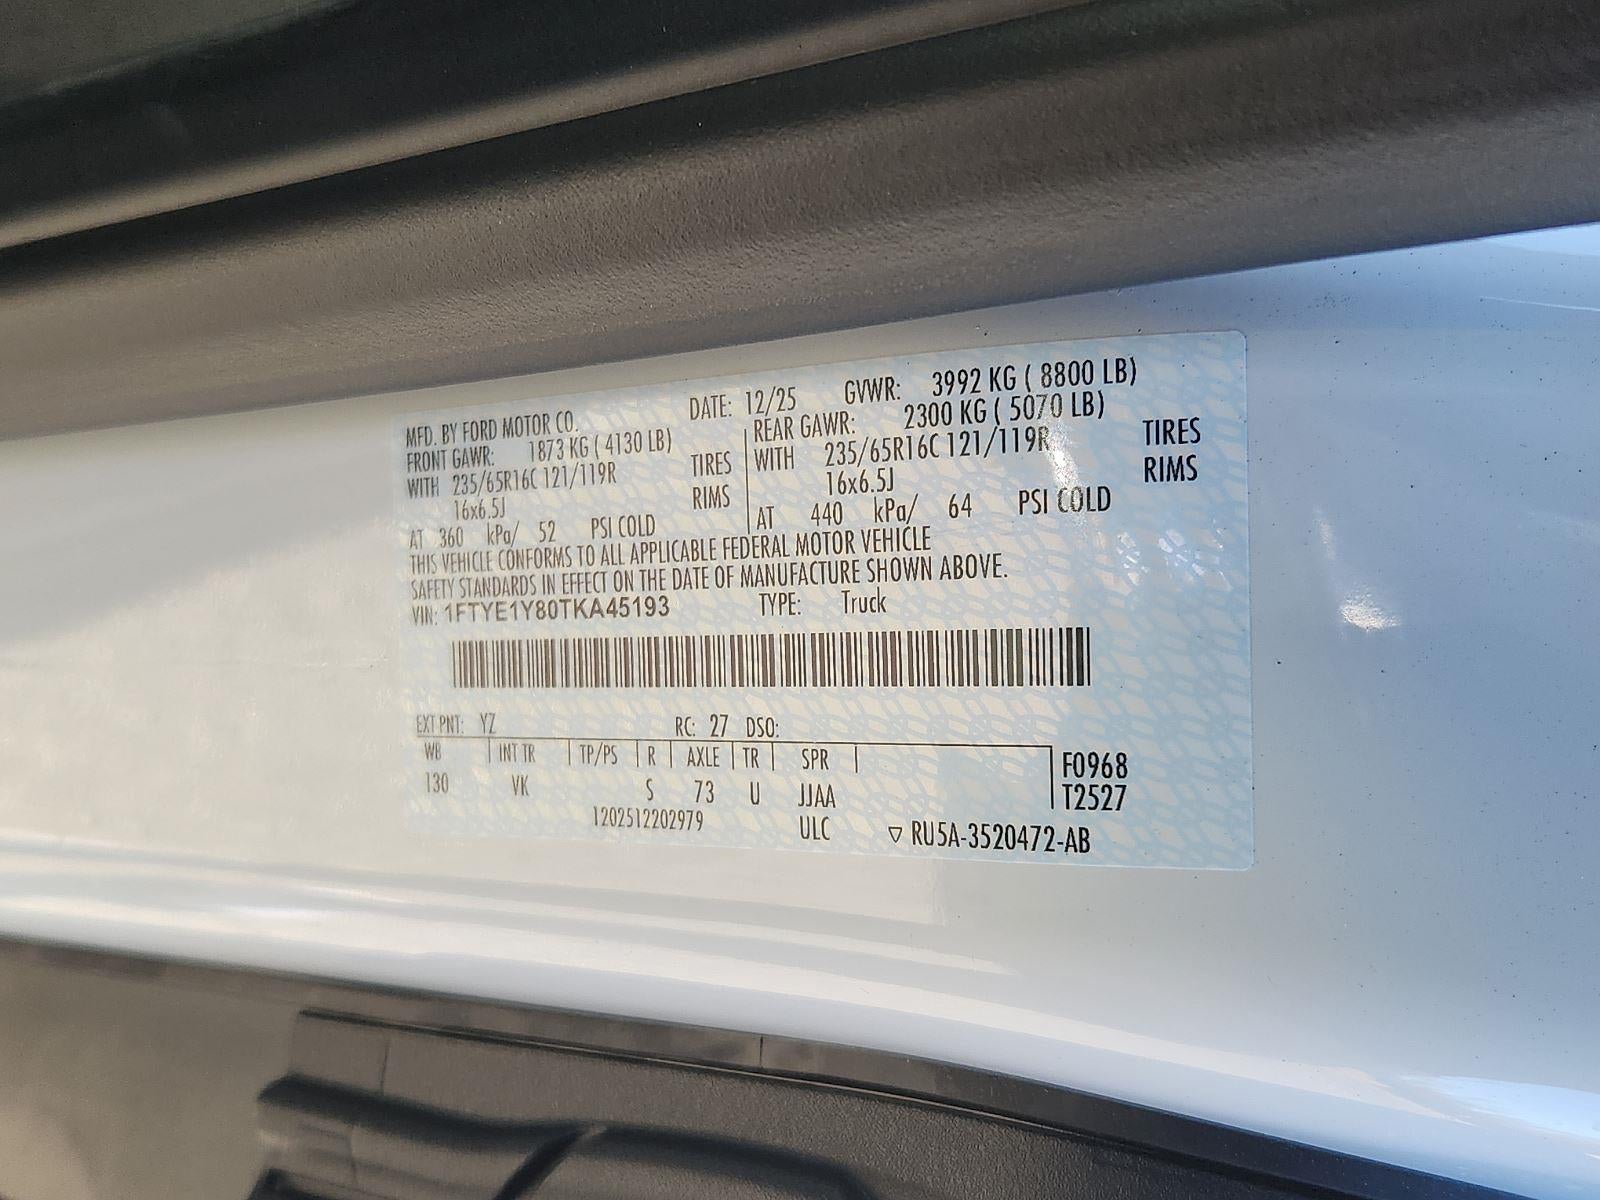 MFD. BY FORD MOTOR CO. DATE: 12/25 GVWR: 3992 KG ( 8800 LB)
FRONT GAWR: 1873 KG ( 4130 LB) REAR GAWR: 2300 KG ( 5070 LB)
WITH 235/65R16C 121/119R TIRES WITH 235/65R16C 121/119R TIRES
16x6.5J RIMS 16x6.5J RIMS
AT 360 kPa/ 52 PSI COLD AT 440 kPa/ 64 PSI COLD
THIS VEHICLE CONFORMS TO ALL APPLICABLE FEDERAL MOTOR VEHICLE
SAFETY STANDARDS IN EFFECT ON THE DATE OF MANUFACTURE SHOWN ABOVE.
VIN: 1FTYE1Y80TKA45193 TYPE: Truck
EXT PNT: YZ RC: 27 DSO:
WB INT TR TP/PS R AXLE TR SPR F0968
130 VK S 73 U JJAA T2527
1202512202979 ULC ▽ RU5A-3520472-AB